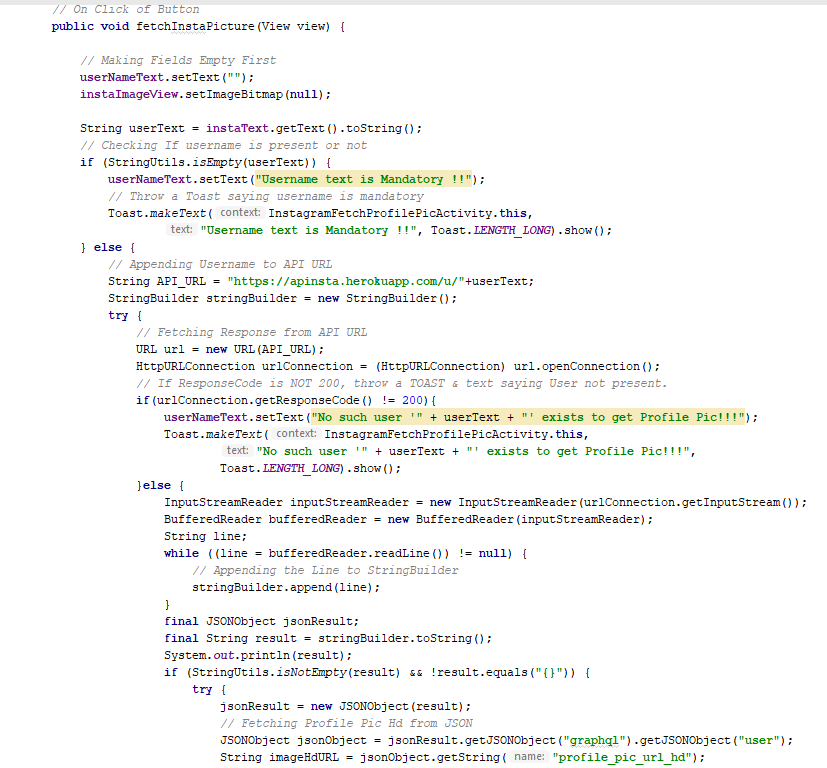 // On Click of Button
public void fetchInstaPicture(View view) {
// Making Fields Empty First
userNameText.setText("");
instaImageView.setImageBitmap(null);
String userText = instaText.getText().toString();
// Checking If username is present or not
if (StringUtils.isEmpty(userText)) {
userNameText.setText("Username text is Mandatory !!");
// Throw a Toast saying username is mandatory
Toast.makeText( context: InstagramFetchProfilePicActivity.this,
text: "Username text is Mandatory !!", Toast.LENGTH_LONG).show();
} else {
// Appending Username to API URL
String API_URL = "https://apinsta.herokuapp.com/u/"+userText;
StringBuilder stringBuilder = new StringBuilder();
try {
// Fetching Response from API URL
URL url = new URL(API_URL);
HttpURLConnection urlConnection = (HttpURLConnection) url.openConnection();
// If ResponseCode is NOT 200, throw a TOAST & text saying User not present.
if(urlConnection.getResponseCode() != 200){
userNameText.setText("No such user '" + userText + "' exists to get Profile Pic!!!");
Toast.makeText( context: InstagramFetchProfilePicActivity.this,
text: "No such user '" + userText + "' exists to get Profile Pic!!!",
Toast.LENGTH_LONG).show();
}else {
InputStreamReader inputStreamReader = new InputStreamReader(urlConnection.getInputStream());
BufferedReader bufferedReader = new BufferedReader(inputStreamReader);
String line;
while ((line = bufferedReader.readLine()) != null) {
// Appending the Line to StringBuilder
stringBuilder.append(line);
}
final JSONObject jsonResult;
final String result = stringBuilder.toString();
System.out.println(result);
if (StringUtils.isNotEmpty(result) && !result.equals("{}")) {
try {
jsonResult = new JSONObject(result);
// Fetching Profile Pic Hd from JSON
JSONObject jsonObject = jsonResult.getJSONObject("graphql").getJSONObject("user");
String imageHdURL = jsonObject.getString( name: "profile_pic_url_hd");